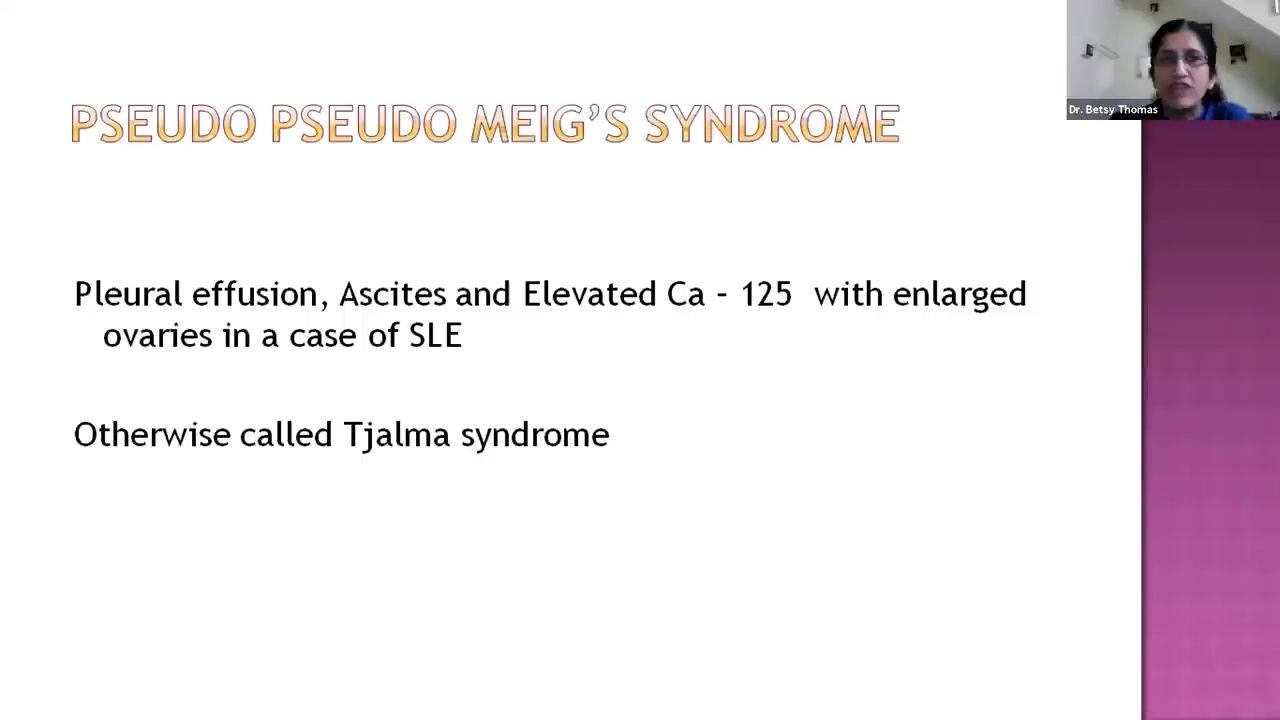 Dr. Betsy Thomas
PSEUDO PSEUDO MEIG’S SYNDROME
Pleural effusion, Ascites and Elevated Ca – 125 with enlarged
ovaries in a case of SLE
Otherwise called Tjalma syndrome